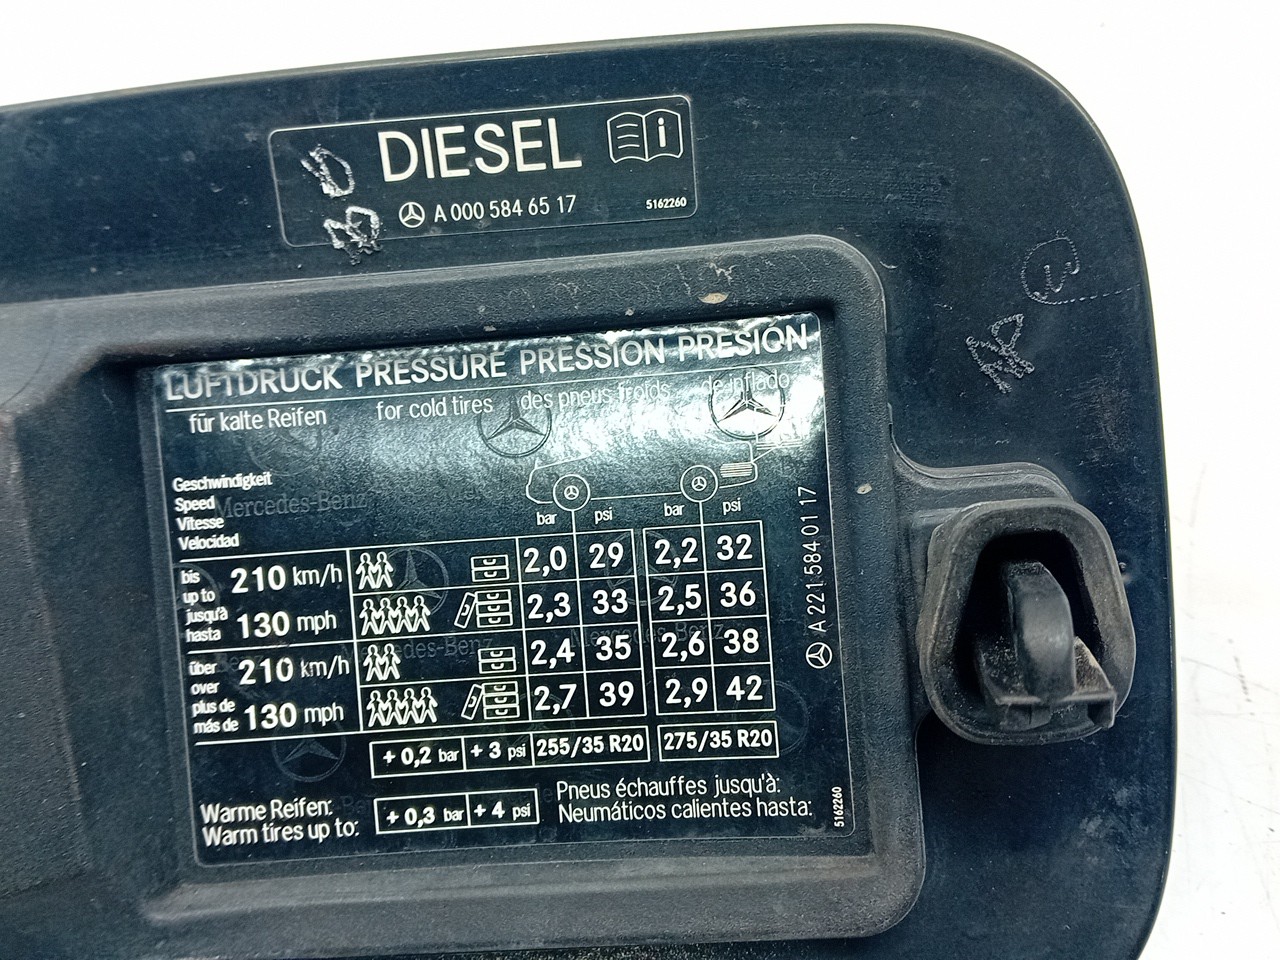 DIESEL
A 000 584 65 17
5162260
LUFTDRUCK PRESSURE PRESSION PRESION
für kalte Reifen for cold tires des pneus froids de inflado
Geschwindigkeit
Speed
Vitesse
Velocidad
Mercedes-Benz
bar psi bar psi
bis
up to
jusqu'à
hasta
210 km/h
130 mph
2,0 29 2,2 32
2,3 33 2,5 36
über
over
plus de
más de
210 km/h
130 mph
2,4 35 2,6 38
2,7 39 2,9 42
+ 0,2 bar + 3 psi 255/35 R20 275/35 R20
Warme Reifen:
Warm tires up to:
+ 0,3 bar + 4 psi
Pneus échauffes jusqu'à:
Neumáticos calientes hasta:
A 221 584 01 17
5162260